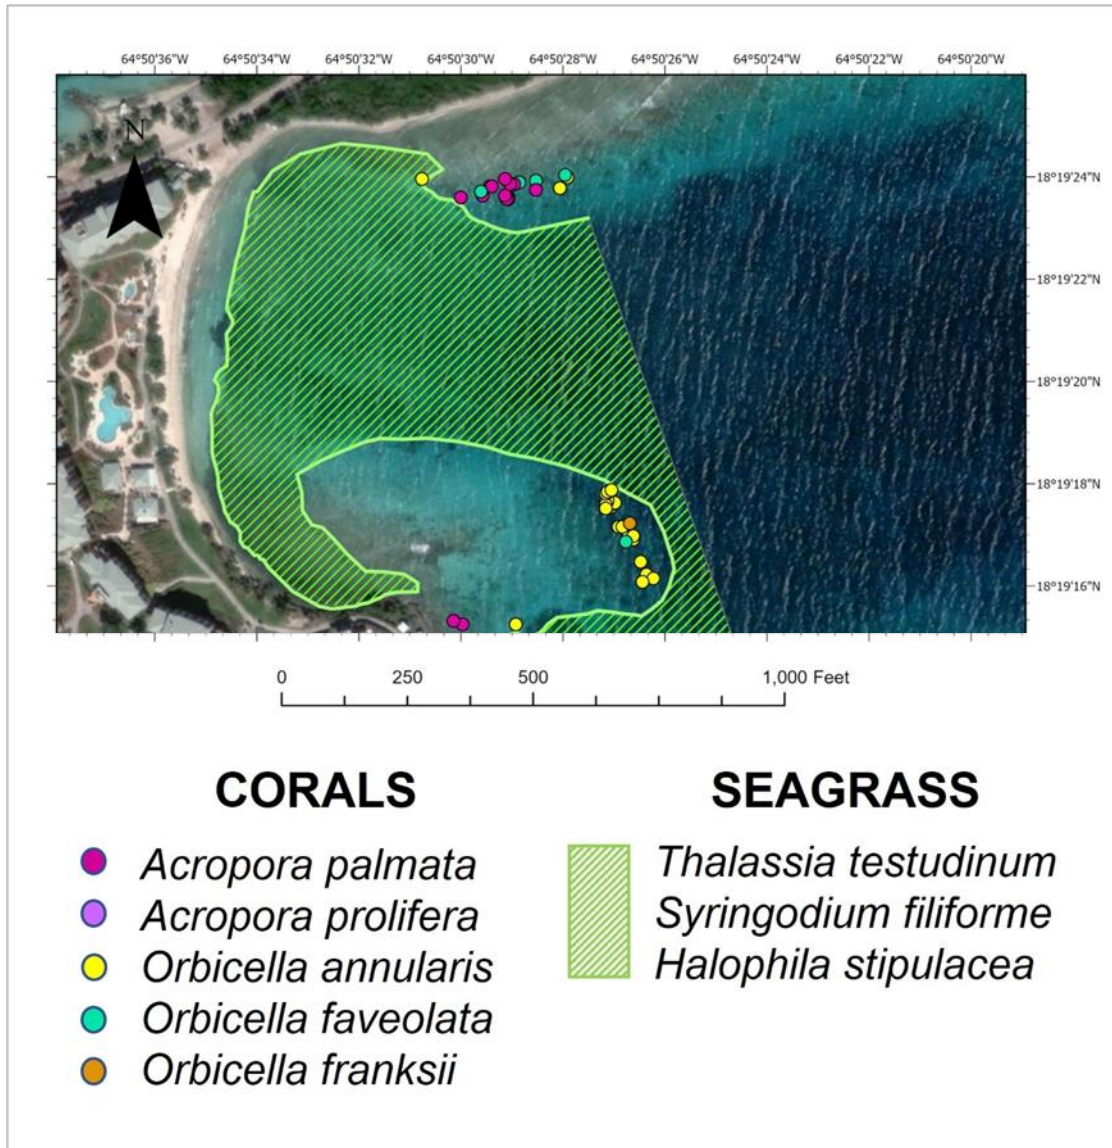 64°50'36"W 64°50'34"W 64°50'32"W 64°50'30"W 64°50'28"W 64°50'26"W 64°50'24"W 64°50'22"W 64°50'20"W
N
18°19'24"N
18°19'22"N
18°19'20"N
18°19'18"N
18°19'16"N
0 250 500 1,000 Feet
CORALS
Acropora palmata
Acropora prolifera
Orbicella annularis
Orbicella faveolata
Orbicella franksii
SEAGRASS
Thalassia testudinum
Syringodium filiforme
Halophila stipulacea